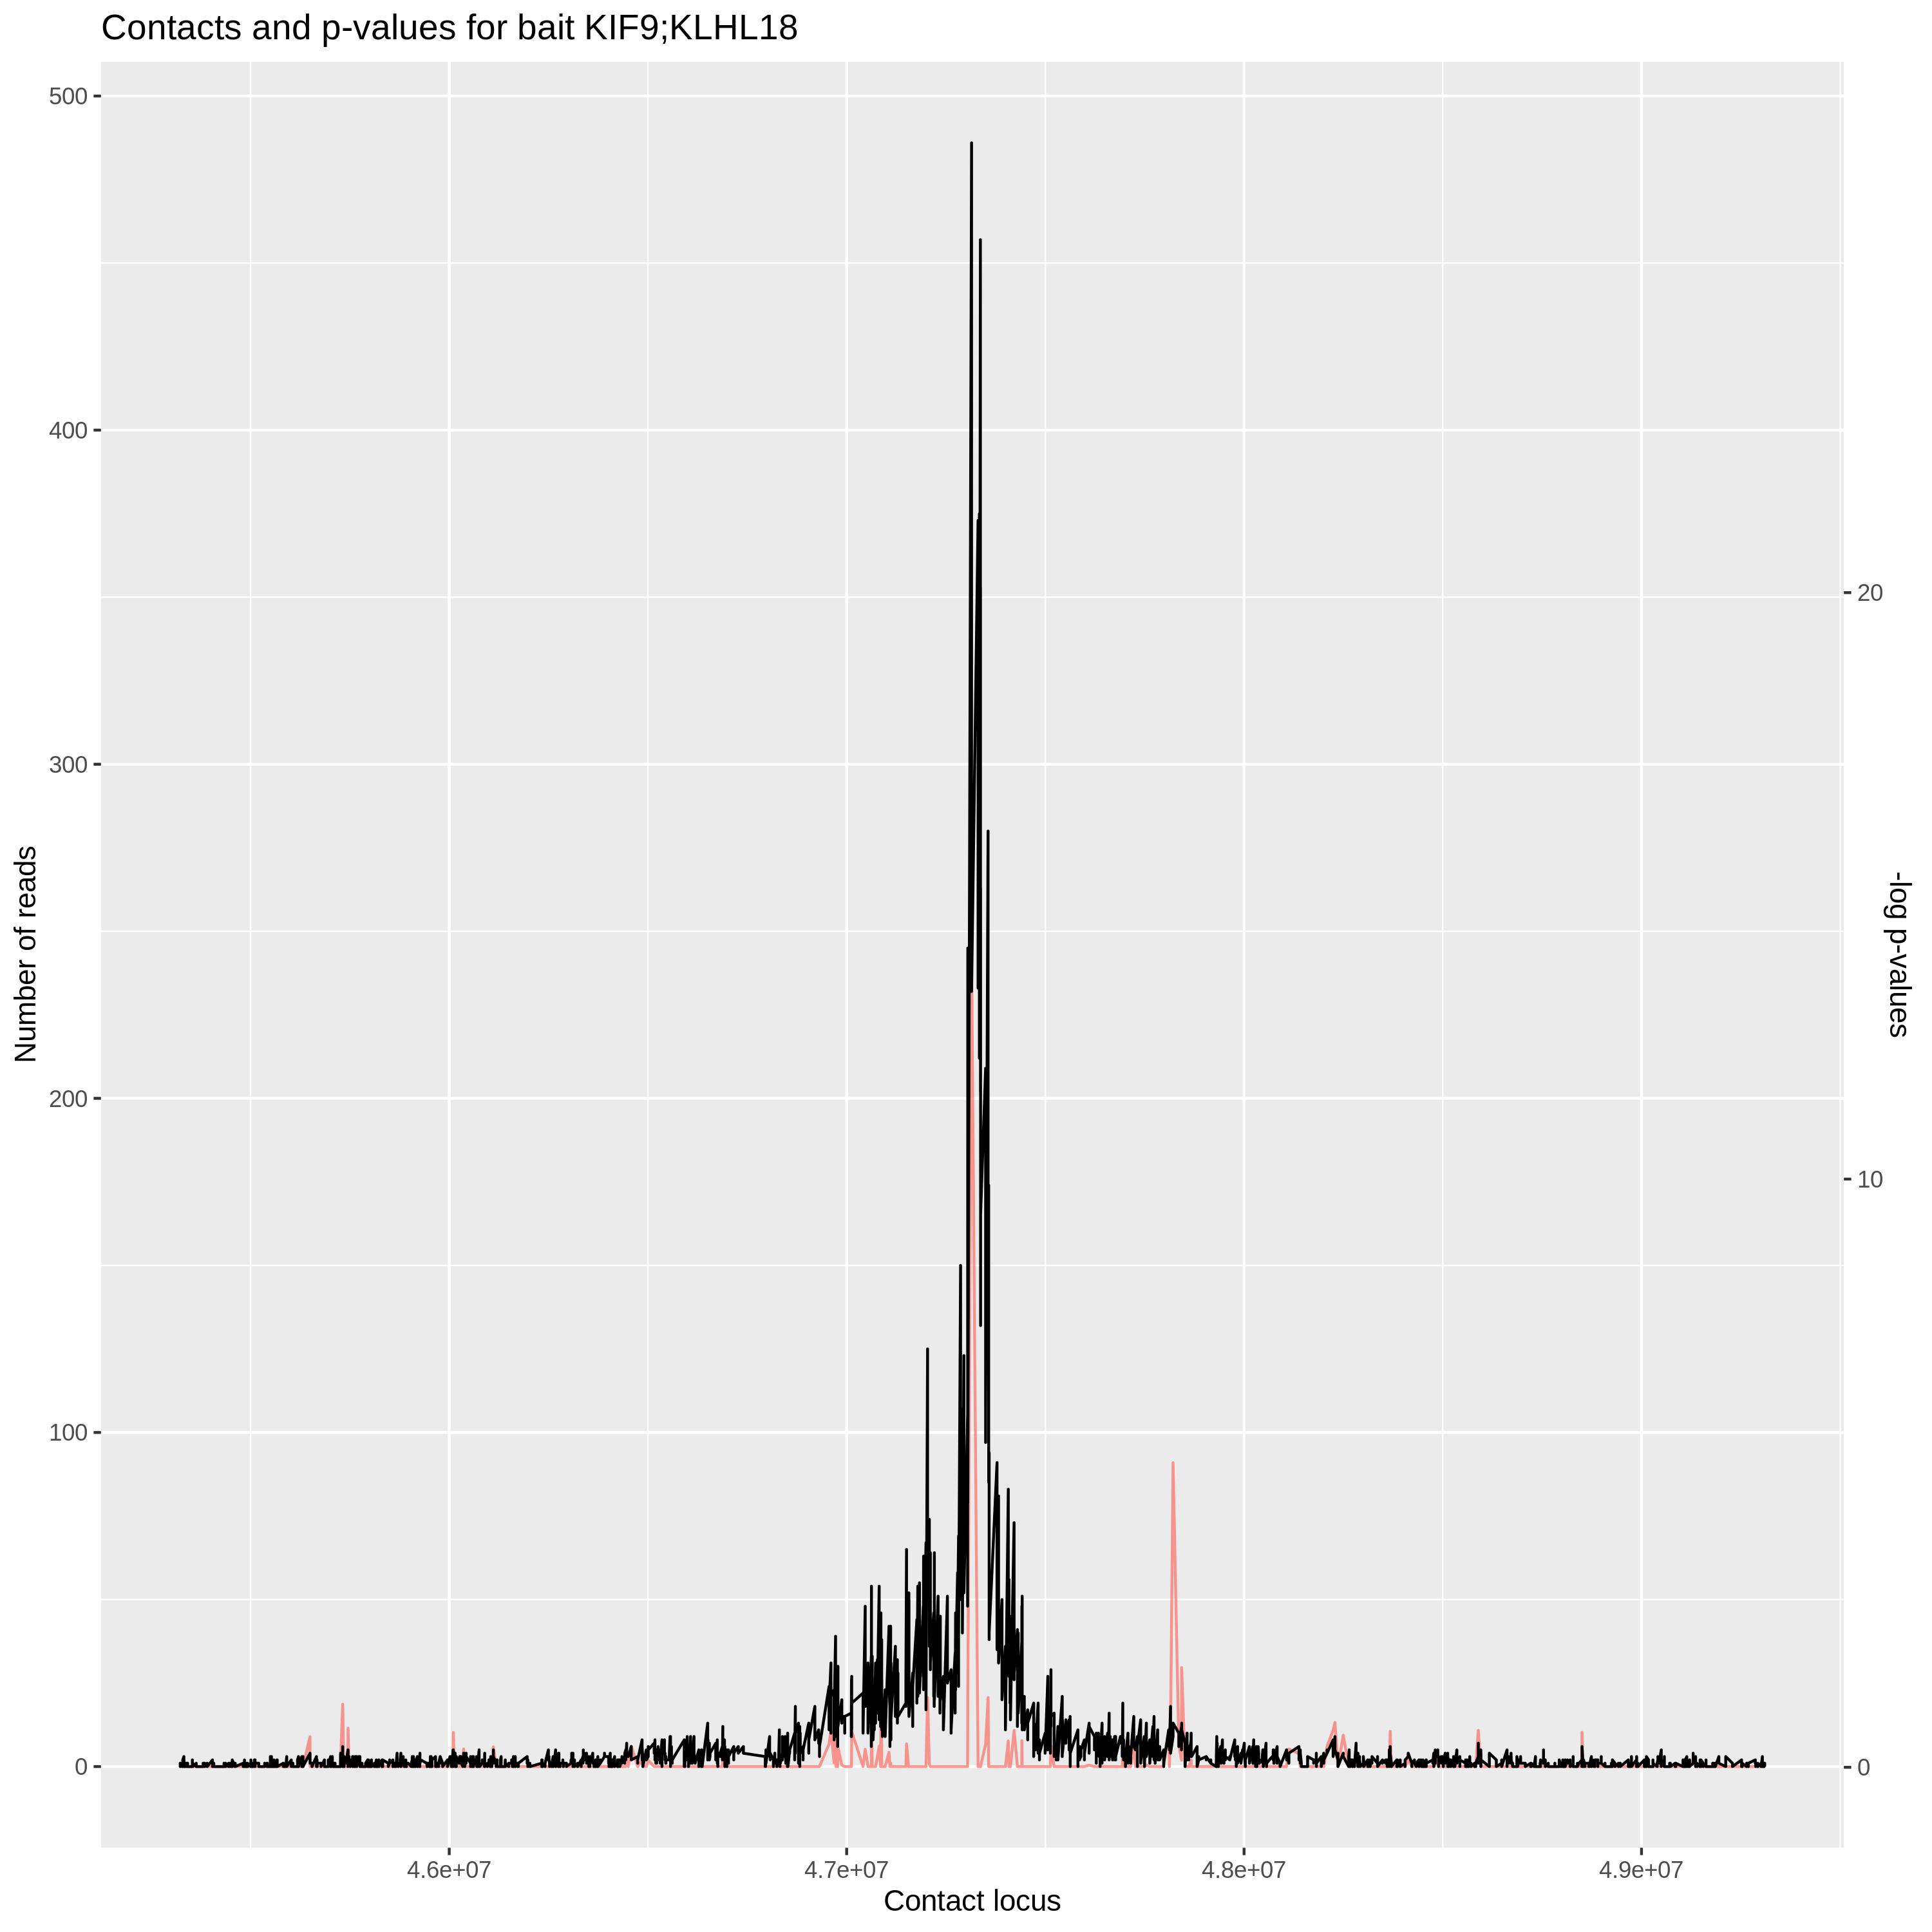 Contacts and p-values for bait KIF9;KLHL18
500
400
300
200
100
0
Number of reads
20
10
0
-log p-values
4.6e+07 4.7e+07 4.8e+07 4.9e+07
Contact locus